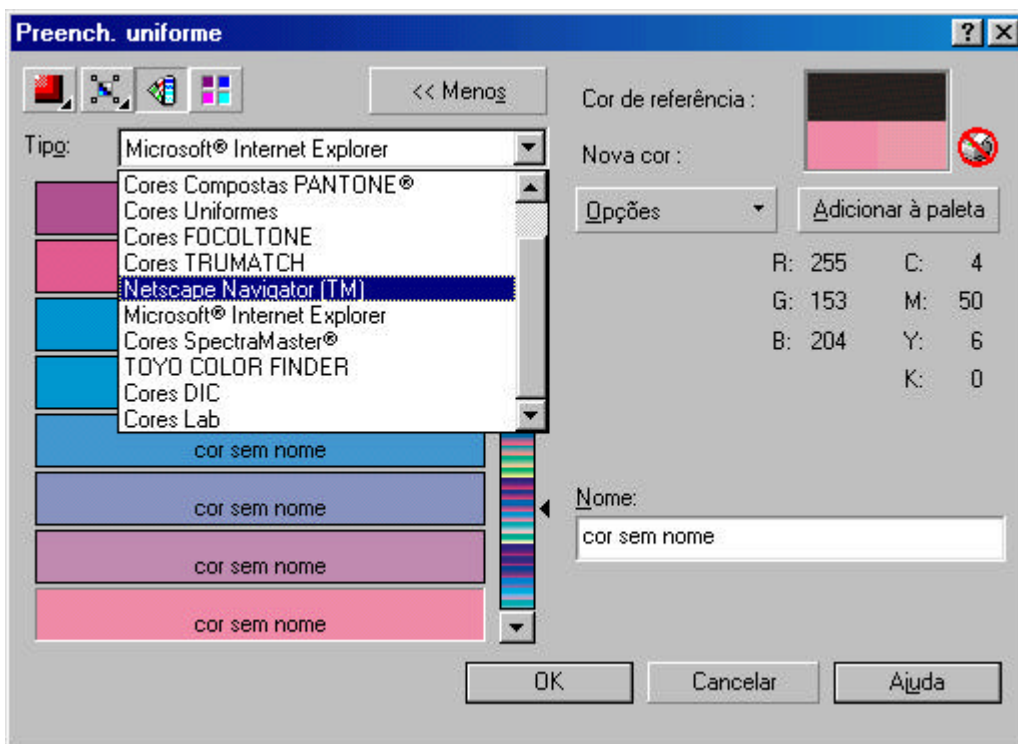 Preench. uniforme
<< Menos
Tipo:
Microsoft® Internet Explorer
Cores Compostas PANTONE®
Cores Uniformes
Cores FOCOLTONE
Cores TRUMATCH
Netscape Navigator (TM)
Microsoft® Internet Explorer
Cores SpectraMaster®
TOYO COLOR FINDER
Cores DIC
Cores Lab
cor sem nome
cor sem nome
cor sem nome
cor sem nome
Cor de referência :
Nova cor :
Opções
Adicionar à paleta
R: 255 C: 4
G: 153 M: 50
B: 204 Y: 6
K: 0
Nome:
cor sem nome
OK
Cancelar
Ajuda